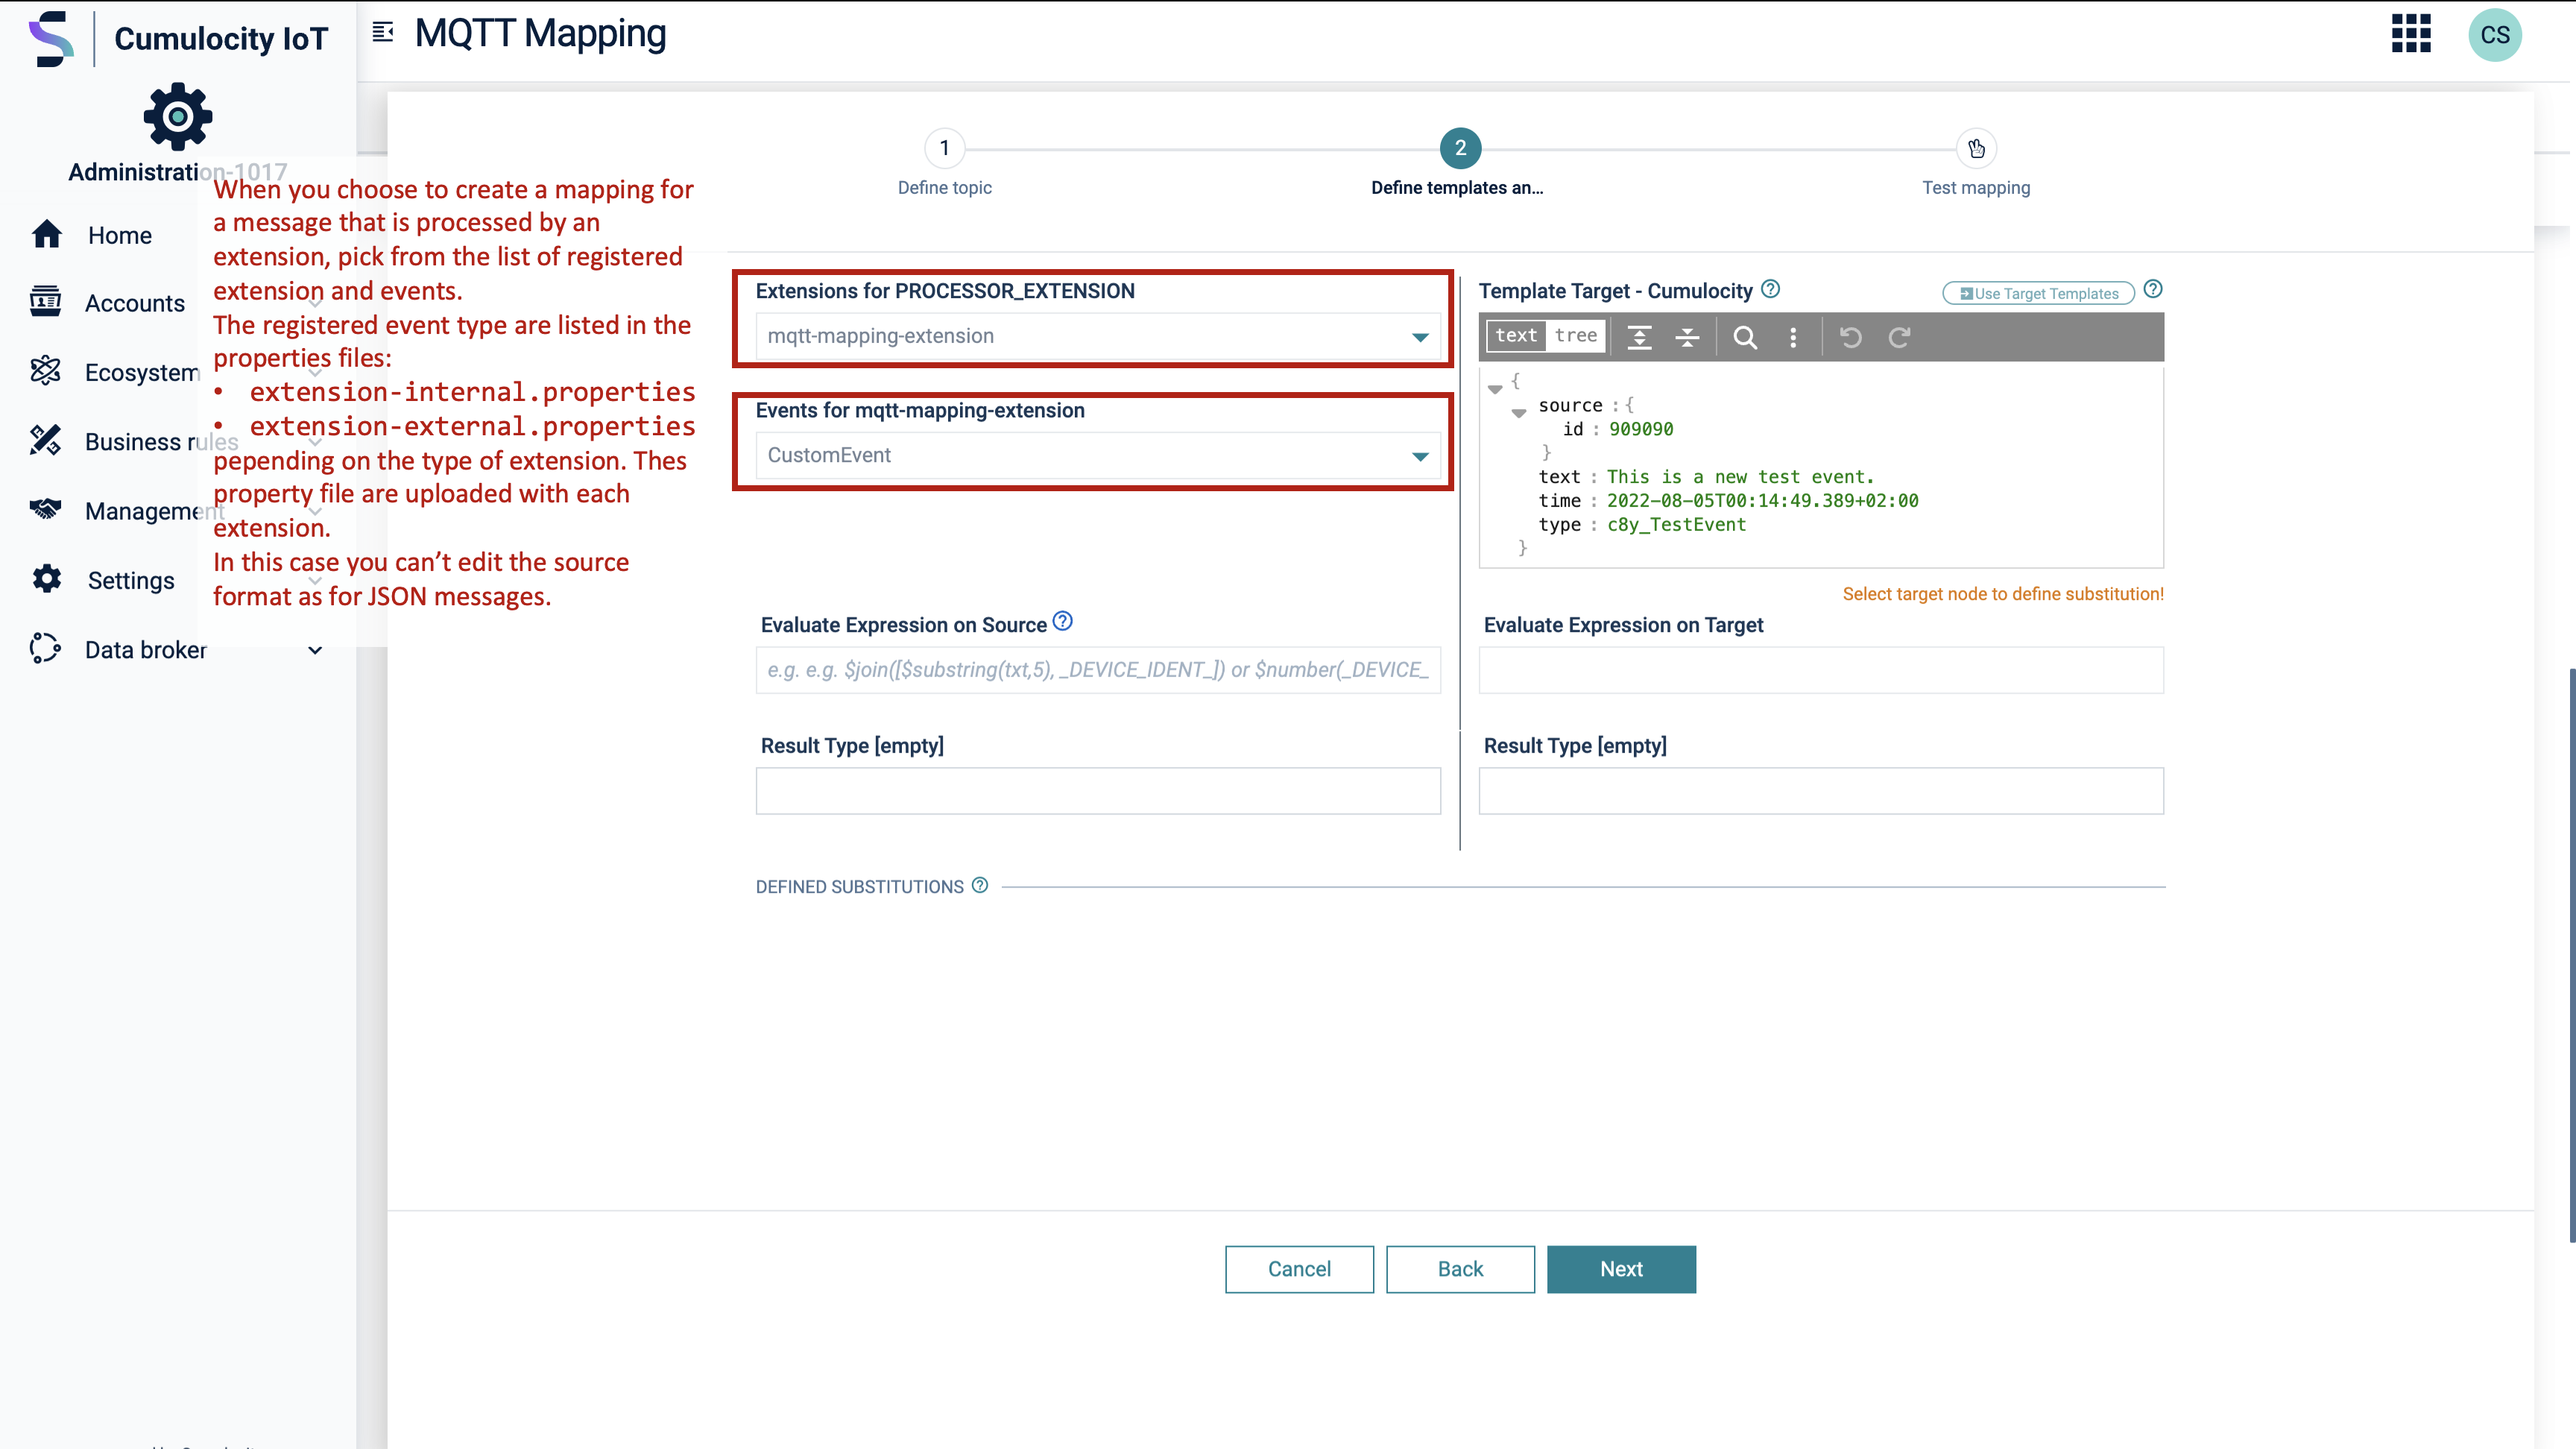 Cumulocity IoT
MQTT Mapping
CS
Administration-1017
Home
Accounts
Ecosystem
Business rules
Management
Settings
Data broker
When you choose to create a mapping for
a message that is processed by an
extension, pick from the list of registered
extension and events.
The registered event type are listed in the
properties files:
• extension-internal.properties
• extension-external.properties
pepending on the type of extension. Thes
property file are uploaded with each
extension.
In this case you can’t edit the source
format as for JSON messages.
1
Define topic
2
Define templates an...
Test mapping
Extensions for PROCESSOR_EXTENSION
mqtt-mapping-extension
Events for mqtt-mapping-extension
CustomEvent
Evaluate Expression on Source
e.g. e.g. $join([$substring(txt,5), _DEVICE_IDENT_]) or $number(_DEVICE_
Result Type [empty]
Template Target - Cumulocity
Use Target Templates
text tree
{
source : {
id : 909090
}
text : This is a new test event.
time : 2022-08-05T00:14:49.389+02:00
type : c8y_TestEvent
}
Select target node to define substitution!
Evaluate Expression on Target
Result Type [empty]
DEFINED SUBSTITUTIONS
Cancel
Back
Next